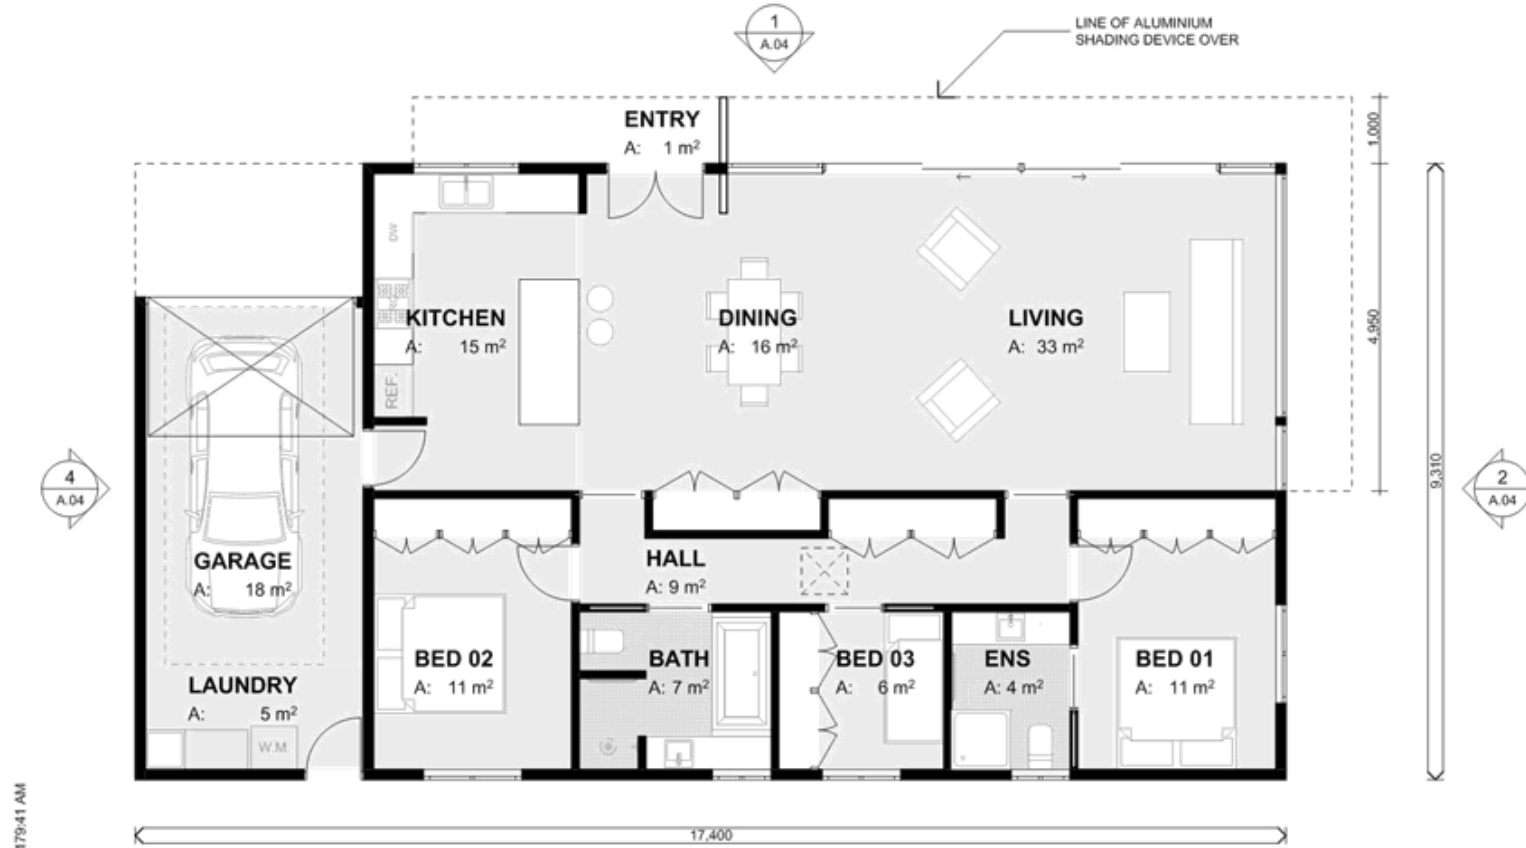 1
A.04
LINE OF ALUMINIUM
SHADING DEVICE OVER
ENTRY
A: 1 m²
1,000
DW
KITCHEN
A: 15 m²
DINING
A: 16 m²
LIVING
A: 33 m²
4,950
REF.
4
A.04
9,310
2
A.04
GARAGE
A: 18 m²
HALL
A: 9 m²
LAUNDRY
A: 5 m²
W.M.
BED 02
A: 11 m²
BATH
A: 7 m²
BED 03
A: 6 m²
ENS
A: 4 m²
BED 01
A: 11 m²
179:41 AM
17,400